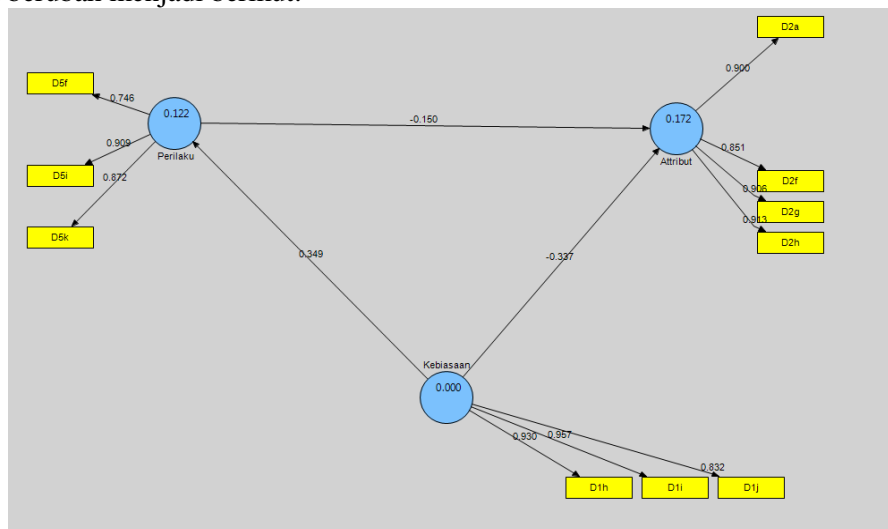 D2a
0.900
D5f
0.746
0.122
Perilaku
0.909
D5i
0.872
D5k
-0.150
0.172
Attribut
0.851
D2f
0.906
D2g
0.913
D2h
0.349
-0.337
Kebiasaan
0.000
0.930
0.957
0.832
D1h
D1i
D1j